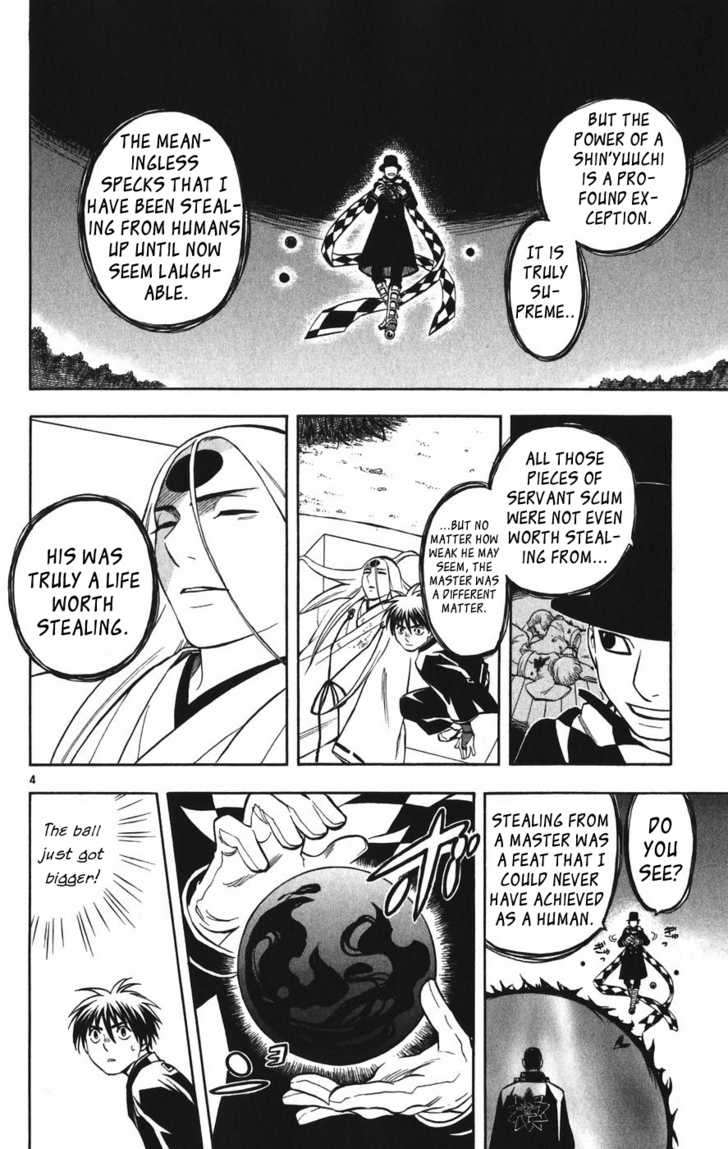 BUT THE
POWER OF A
SHIN'YUUCHI
IS A PRO-
FOUND EX-
CEPTION.
IT IS
TRULY
SU-
PREME..
THE MEAN-
INGLESS
SPECKS THAT I
HAVE BEEN STEAL-
ING FROM HUMANS
UP UNTIL NOW
SEEM LAUGH-
ABLE.
ALL THOSE
PIECES OF
SERVANT SCUM
WERE NOT EVEN
WORTH STEAL-
ING FROM...
...BUT NO
MATTER HOW
WEAK HE MAY
SEEM, THE
MASTER WAS
A DIFFERENT
MATTER.
HIS WAS
TRULY A LIFE
WORTH
STEALING.
4
DO
YOU
SEE?
STEALING FROM
A MASTER WAS
A FEAT THAT I
COULD NEVER
HAVE ACHIEVED
AS A HUMAN.
The ball
just got
bigger!